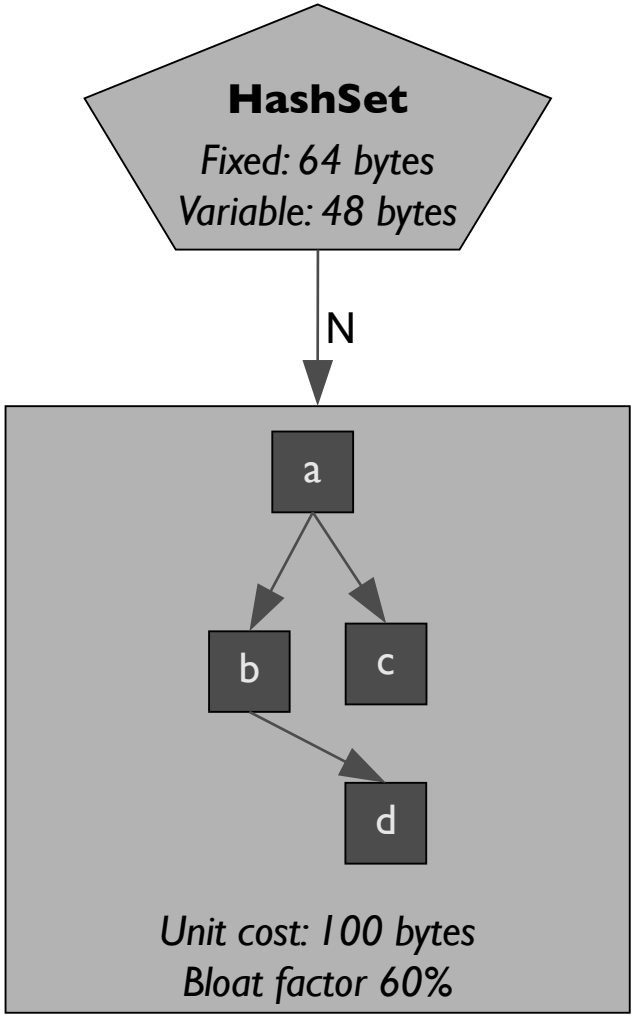 HashSet
Fixed: 64 bytes
Variable: 48 bytes
N
a
b
c
d
Unit cost: 100 bytes
Bloat factor 60%